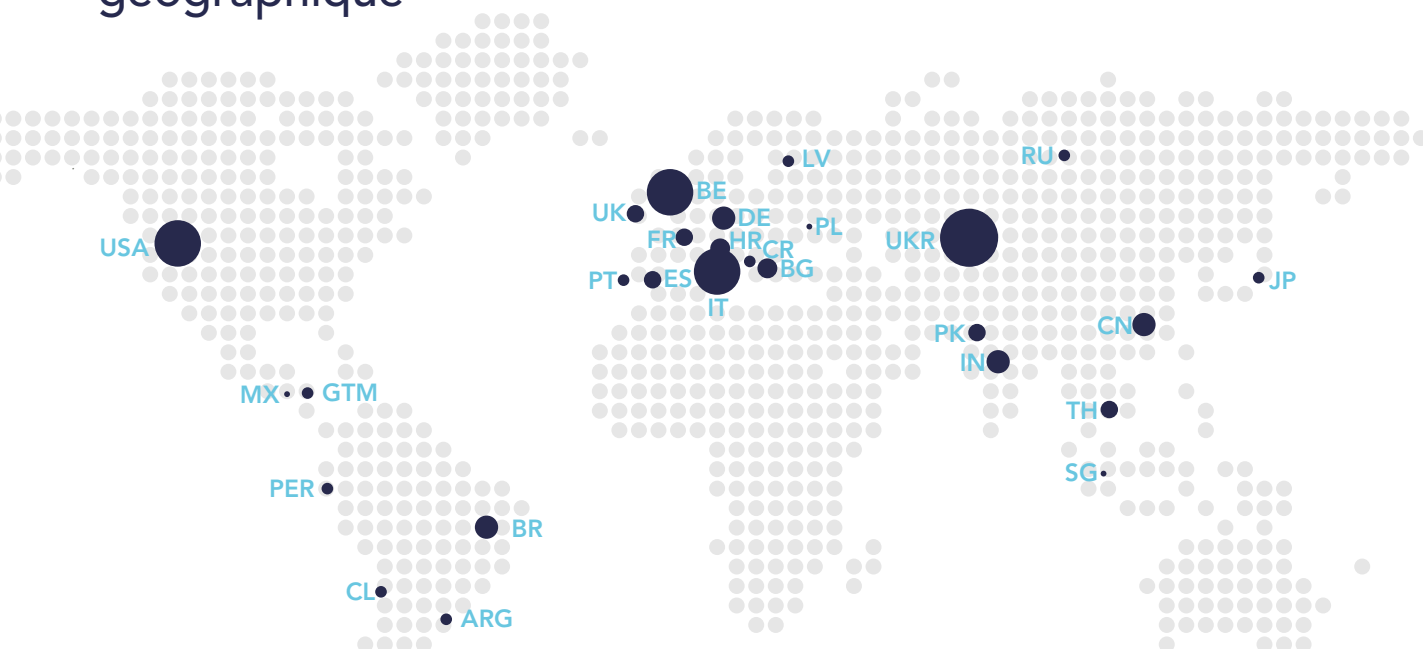 géographique
LV
RU
BE
UK
DE
PL
FR
HR
UKR
USA
CR
BG
PT
ES
JP
IT
CN
PK
IN
MX
GTM
TH
SG
PER
BR
CL
ARG